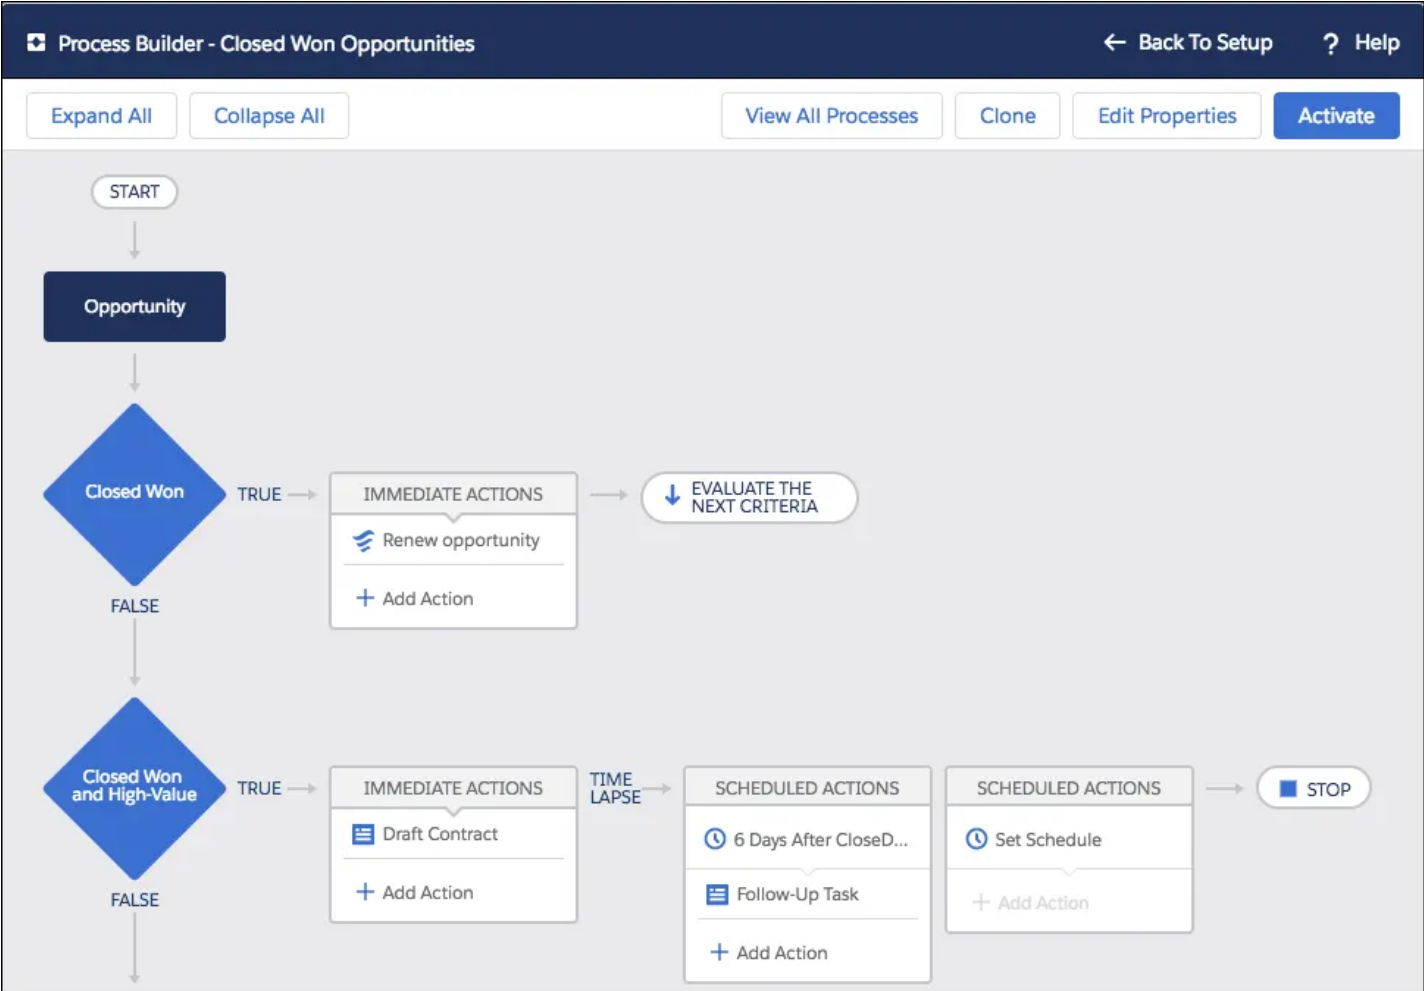 Process Builder - Closed Won Opportunities
Back To Setup
? Help
Expand All
Collapse All
View All Processes
Clone
Edit Properties
Activate
START
Opportunity
Closed Won
TRUE
IMMEDIATE ACTIONS
Renew opportunity
+ Add Action
EVALUATE THE
NEXT CRITERIA
FALSE
Closed Won
and High-Value
TRUE
IMMEDIATE ACTIONS
Draft Contract
+ Add Action
TIME
LAPSE
SCHEDULED ACTIONS
6 Days After CloseD...
Follow-Up Task
+ Add Action
SCHEDULED ACTIONS
Set Schedule
+ Add Action
STOP
FALSE